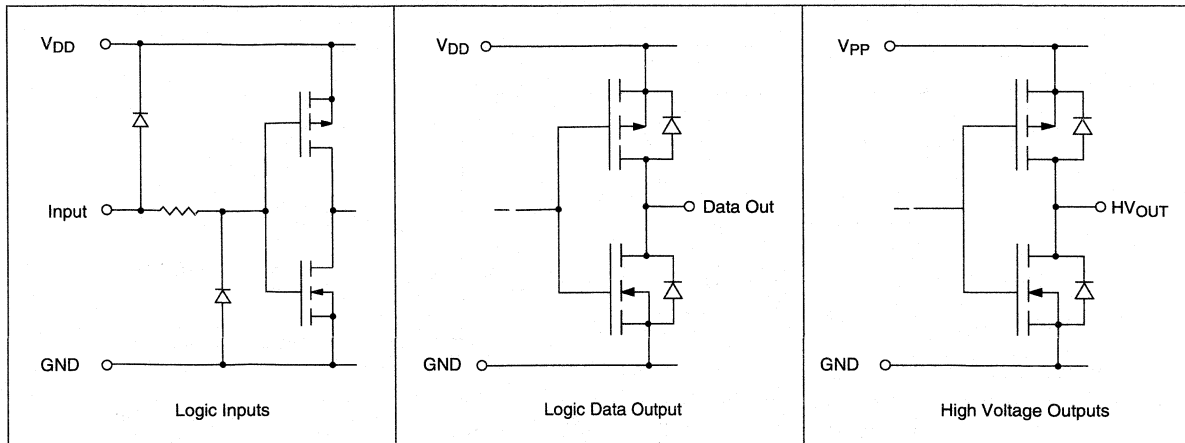 VDD
Input
GND
Logic Inputs
VDD
Data Out
GND
Logic Data Output
VPP
HVOUT
GND
High Voltage Outputs